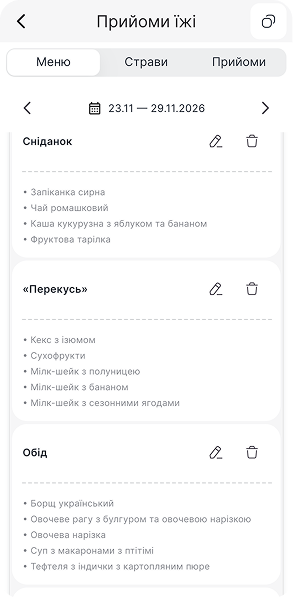 Прийоми їжі
Меню
Страви
Прийоми
23.11 — 29.11.2026
Сніданок
• Запіканка сирна
• Чай ромашковий
• Каша кукурузна з яблуком та бананом
• Фруктова тарілка
«Перекусь»
• Кекс з ізюмом
• Сухофрукти
• Мілк-шейк з полуницею
• Мілк-шейк з бананом
• Мілк-шейк з сезонними ягодами
Обід
• Борщ український
• Овочеве рагу з булгуром та овочевою нарізкою
• Овочева нарізка
• Суп з макаронами з птітімі
• Тефтеля з індички з картопляним пюре